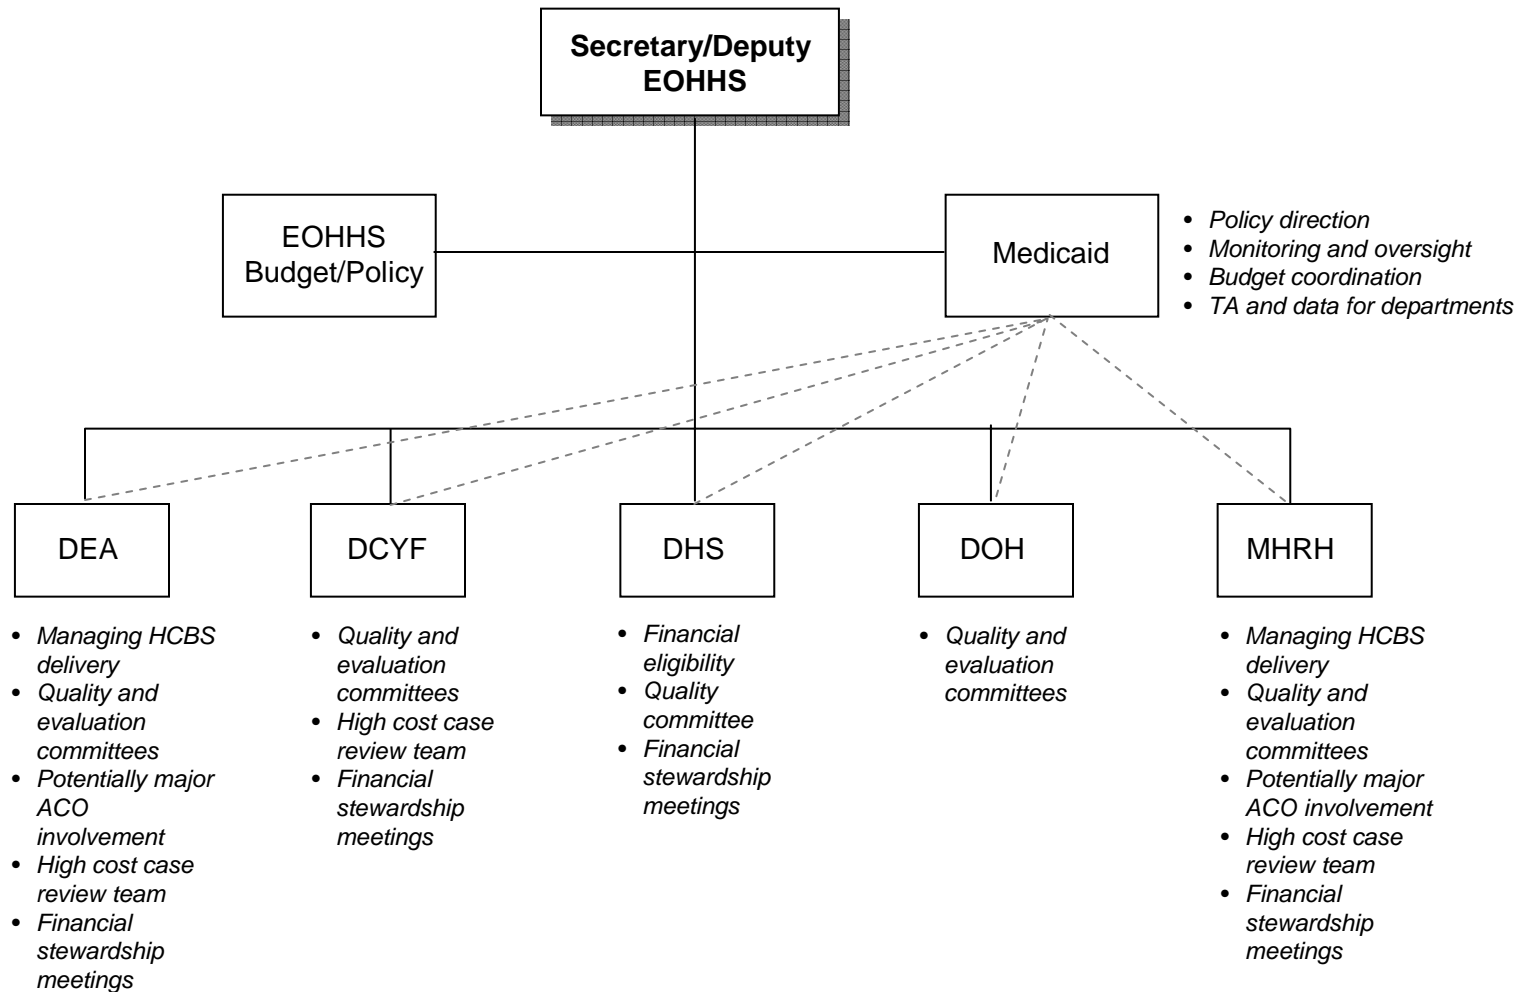 Secretary/Deputy
EOHHS
EOHHS
Budget/Policy
Medicaid
• Policy direction
• Monitoring and oversight
• Budget coordination
• TA and data for departments
DEA
DCYF
DHS
DOH
MHRH
• Managing HCBS
delivery
• Quality and
evaluation
committees
• Potentially major
ACO
involvement
• High cost case
review team
• Financial
stewardship
meetings
• Quality and
evaluation
committees
• High cost case
review team
• Financial
stewardship
meetings
• Financial
eligibility
• Quality
committee
• Financial
stewardship
meetings
• Quality and
evaluation
committees
• Managing HCBS
delivery
• Quality and
evaluation
committees
• Potentially major
ACO involvement
• High cost case
review team
• Financial
stewardship
meetings